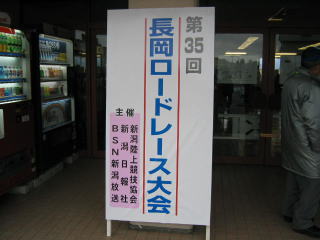 第35回
長岡ロードレース大会
主催
新潟陸上競技協会
新潟日報社
BSN新潟放送